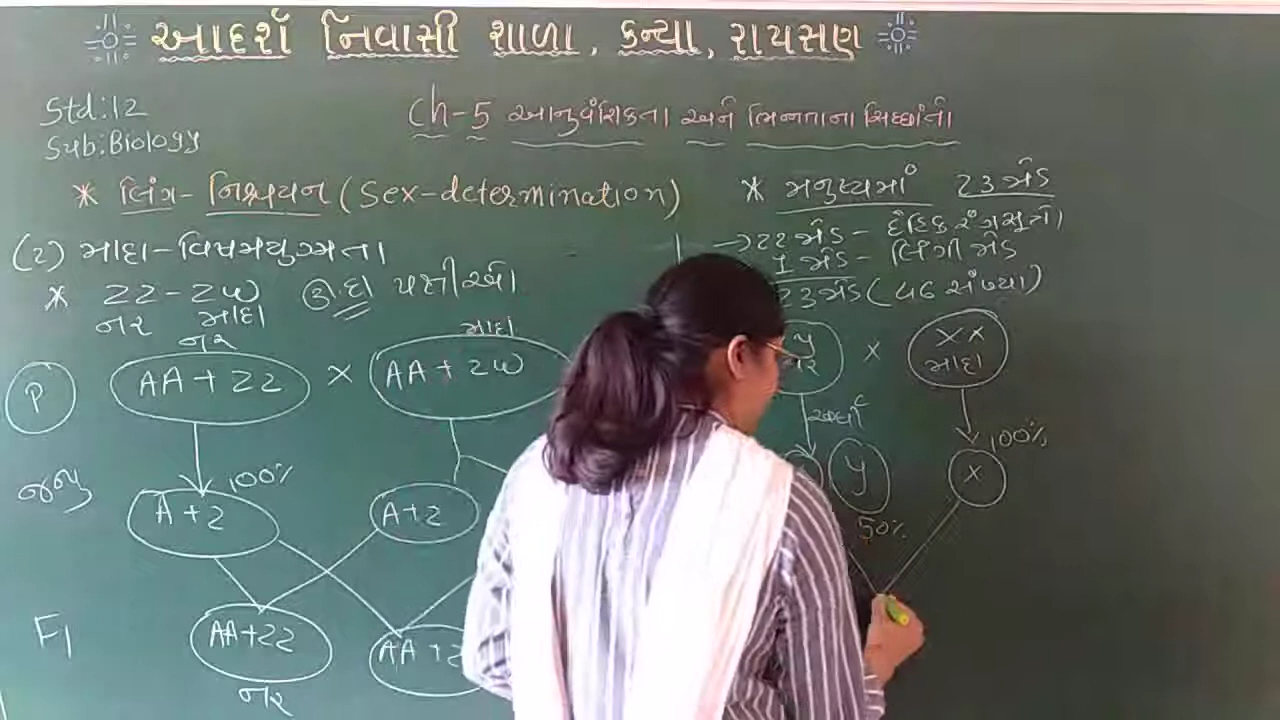 આદર્શ નિવાસી શાળા, કન્યા, રાયસણ
Std:12
Sub:Biology
Ch-5 આનુવંશિકતા અને ભિન્નતાના સિદ્ધાંતો
* લિંગ-નિશ્ચયન (Sex-determination)
(2) માદા-વિષમયુગ્મતા
* ZZ-ZW ઉ.દા પક્ષીઓ
નર માદા
નર માદા
P AA+ZZ × AA+ZW
જન્યુ A+Z 100% A+Z
F1 AA+ZZ AA+Z
નર
* મનુષ્યમાં 23 જોડ
→ 22 જોડ - દૈહિક રંગસૂત્રો
1 જોડ - લિંગી જોડ
23 જોડ (46 સંખ્યા)
y × XX
નર માદા
y X 100%
50%